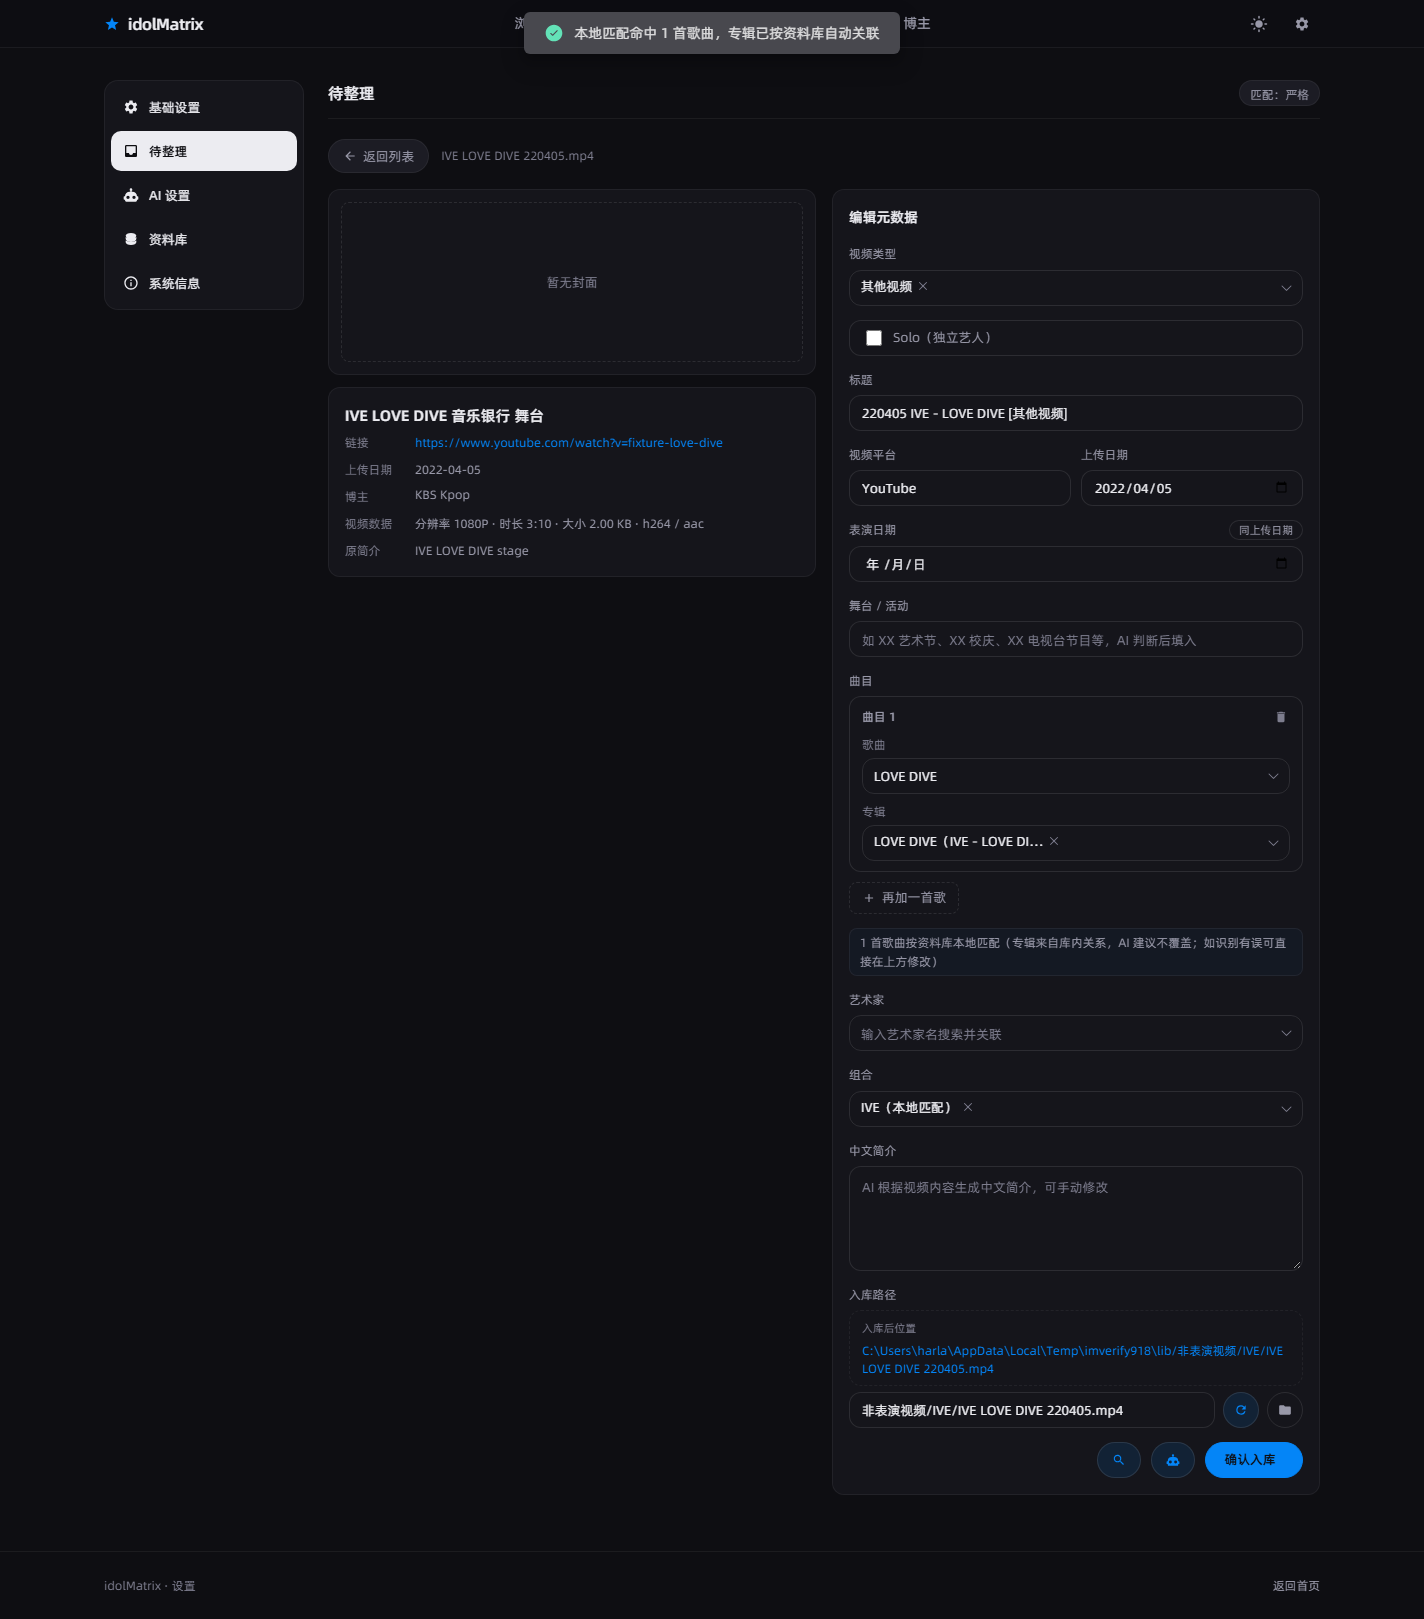 idolMatrix
本地匹配命中 1 首歌曲，专辑已按资料库自动关联
博主
基础设置
待整理
AI 设置
资料库
系统信息
待整理
匹配：严格
返回列表
IVE LOVE DIVE 220405.mp4
暂无封面
IVE LOVE DIVE 音乐银行 舞台
链接
https://www.youtube.com/watch?v=fixture-love-dive
上传日期
2022-04-05
博主
KBS Kpop
视频数据
分辨率 1080P · 时长 3:10 · 大小 2.00 KB · h264 / aac
原简介
IVE LOVE DIVE stage
编辑元数据
视频类型
其他视频
Solo（独立艺人）
标题
220405 IVE - LOVE DIVE [其他视频]
视频平台
上传日期
YouTube
2022/04/05
表演日期
同上传日期
年 /月/日
舞台 / 活动
如 XX 艺术节、XX 校庆、XX 电视台节目等，AI 判断后填入
曲目
曲目 1
歌曲
LOVE DIVE
专辑
LOVE DIVE（IVE - LOVE DI...
再加一首歌
1 首歌曲按资料库本地匹配（专辑来自库内关系，AI 建议不覆盖；如识别有误可直
接在上方修改）
艺术家
输入艺术家名搜索并关联
组合
IVE（本地匹配）
中文简介
AI 根据视频内容生成中文简介，可手动修改
入库路径
入库后位置
C:\Users\harla\AppData\Local\Temp\imverify918\lib/非表演视频/IVE/IVE
LOVE DIVE 220405.mp4
非表演视频/IVE/IVE LOVE DIVE 220405.mp4
确认入库
idolMatrix · 设置
返回首页